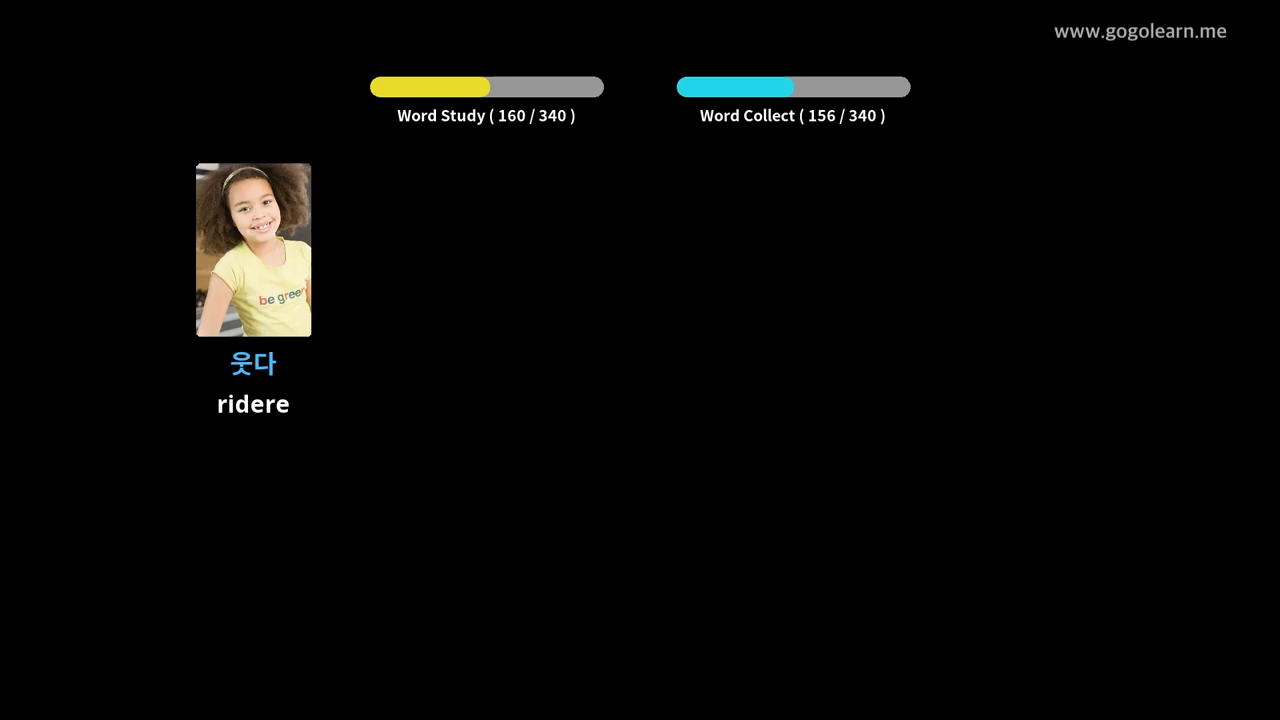 www.gogolearn.me
Word Study ( 160 / 340 )
Word Collect ( 156 / 340 )
be green
웃다
ridere